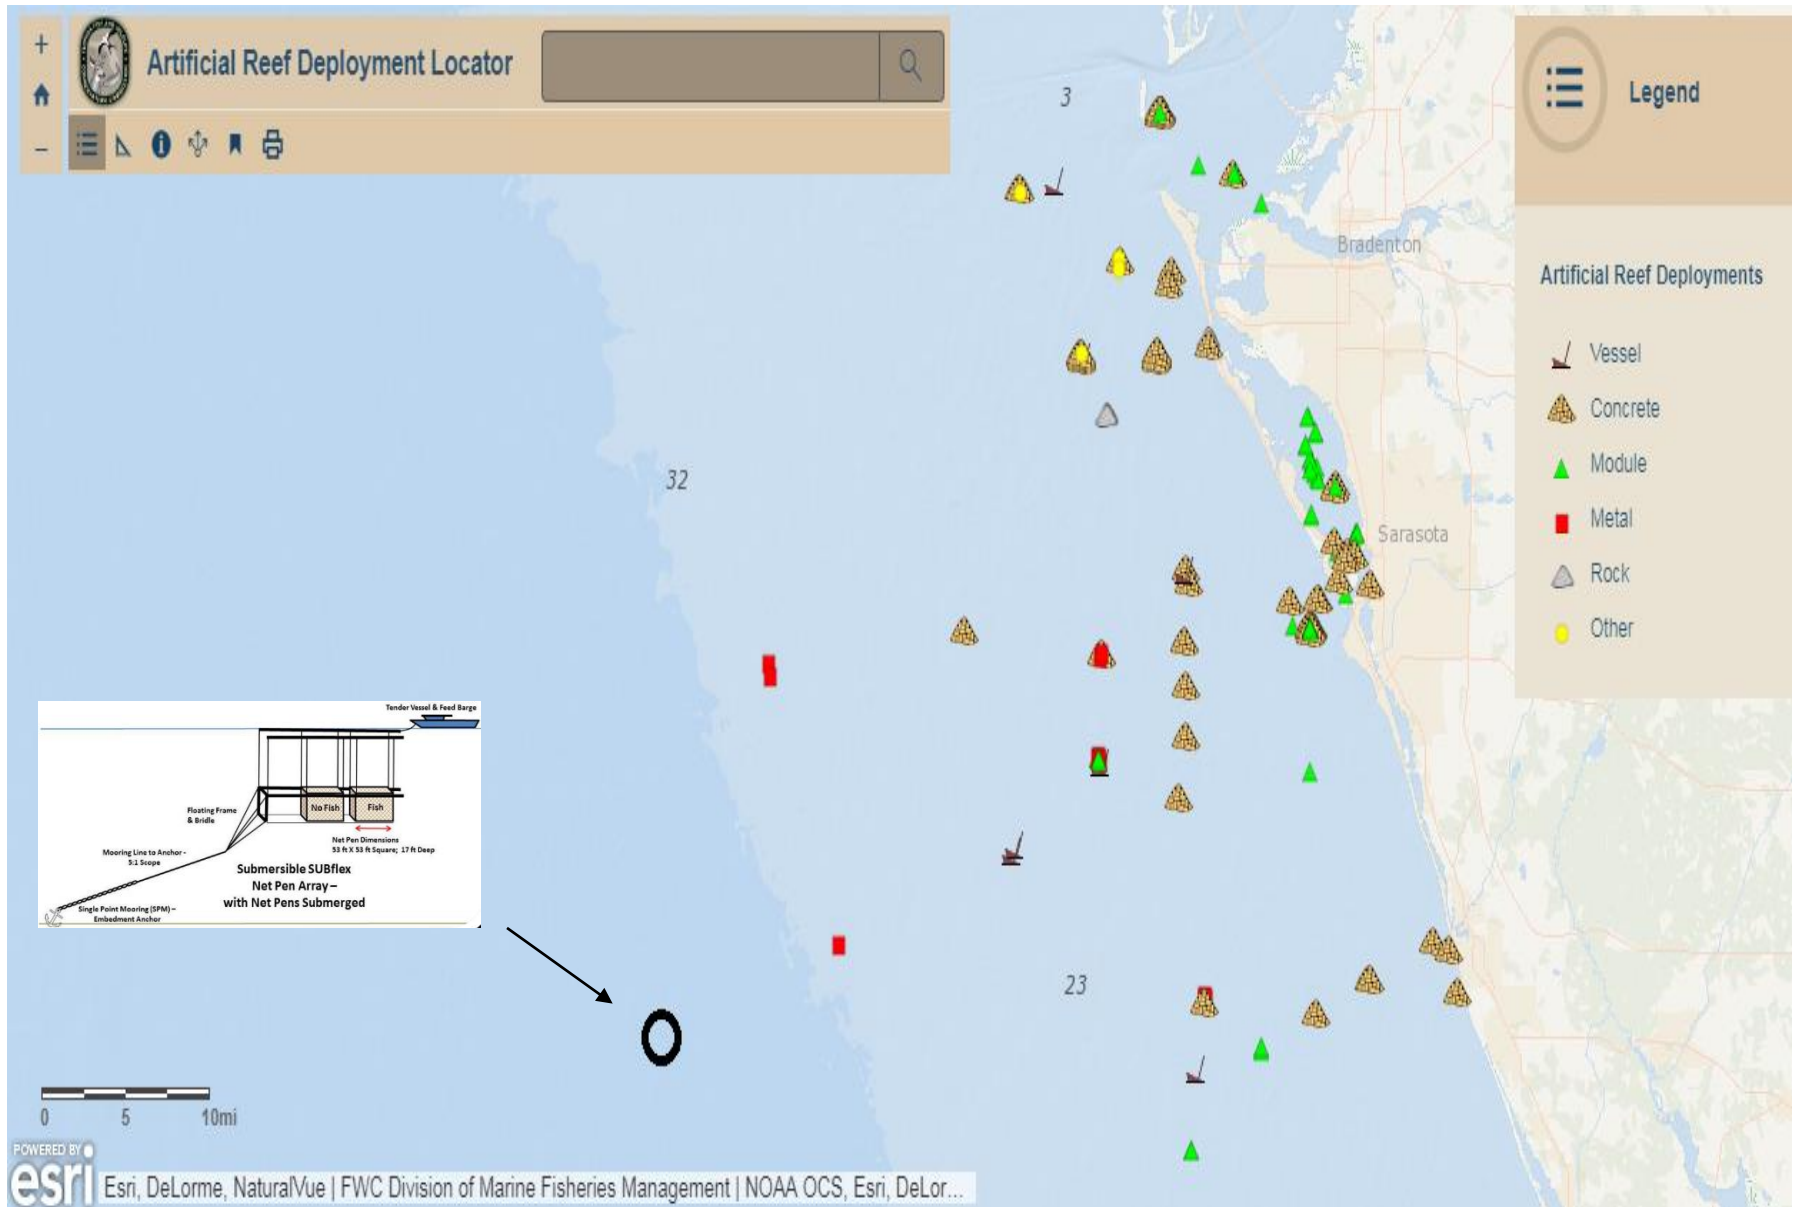 +
Artificial Reef Deployment Locator
−
Legend
Artificial Reef Deployments
Vessel
Concrete
Module
Metal
Rock
Other
3
Bradenton
32
Sarasota
23
Tender Vessel & Feed Barge
No Fish
Fish
Floating Frame
& Bridle
Net Pen Dimensions
53 ft X 53 ft Square; 17 ft Deep
Mooring Line to Anchor -
5:1 Scope
Submersible SUBflex
Net Pen Array –
with Net Pens Submerged
Single Point Mooring (SPM) –
Embedment Anchor
0 5 10mi
POWERED BY
esri
Esri, DeLorme, NaturalVue | FWC Division of Marine Fisheries Management | NOAA OCS, Esri, DeLor...